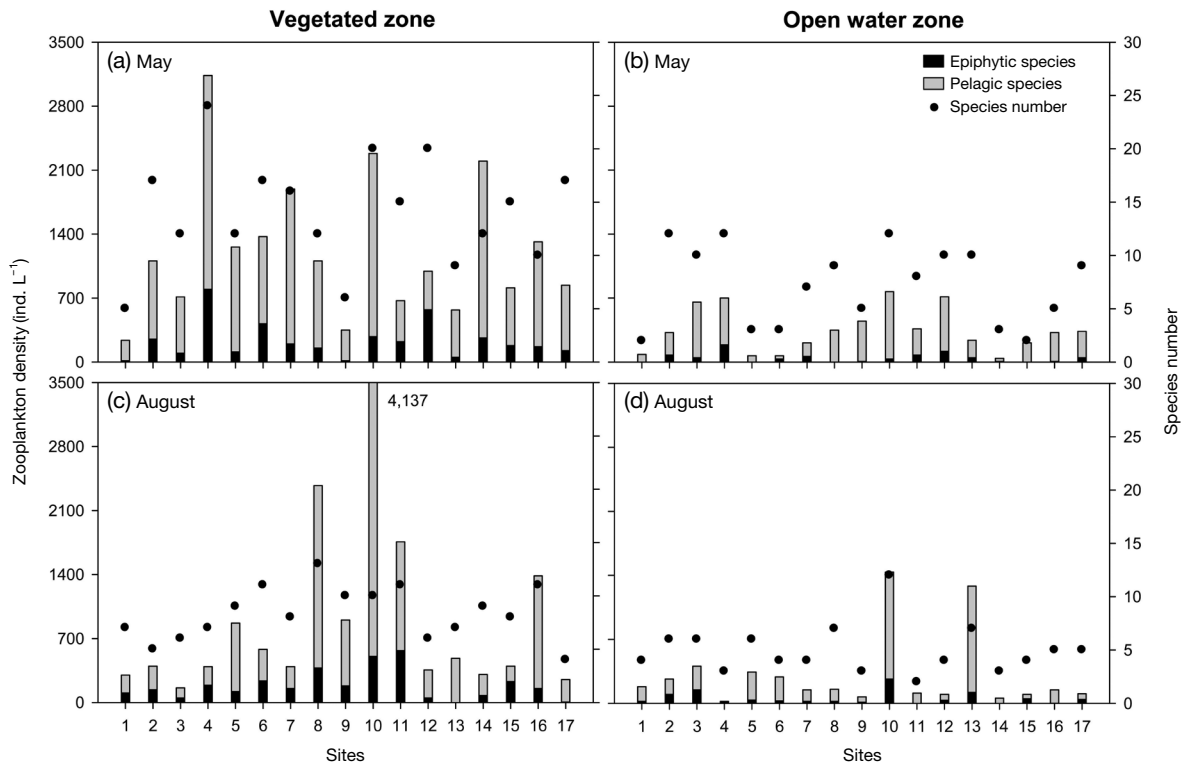 Vegetated zone
Open water zone
(a) May
(b) May
Epiphytic species
Pelagic species
Species number
3500
2800
2100
1400
700
0
30
25
20
15
10
5
0
(c) August
4,137
(d) August
3500
2800
2100
1400
700
0
30
25
20
15
10
5
0
Zooplankton density (ind. L⁻¹)
Species number
1 2 3 4 5 6 7 8 9 10 11 12 13 14 15 16 17
1 2 3 4 5 6 7 8 9 10 11 12 13 14 15 16 17
Sites
Sites